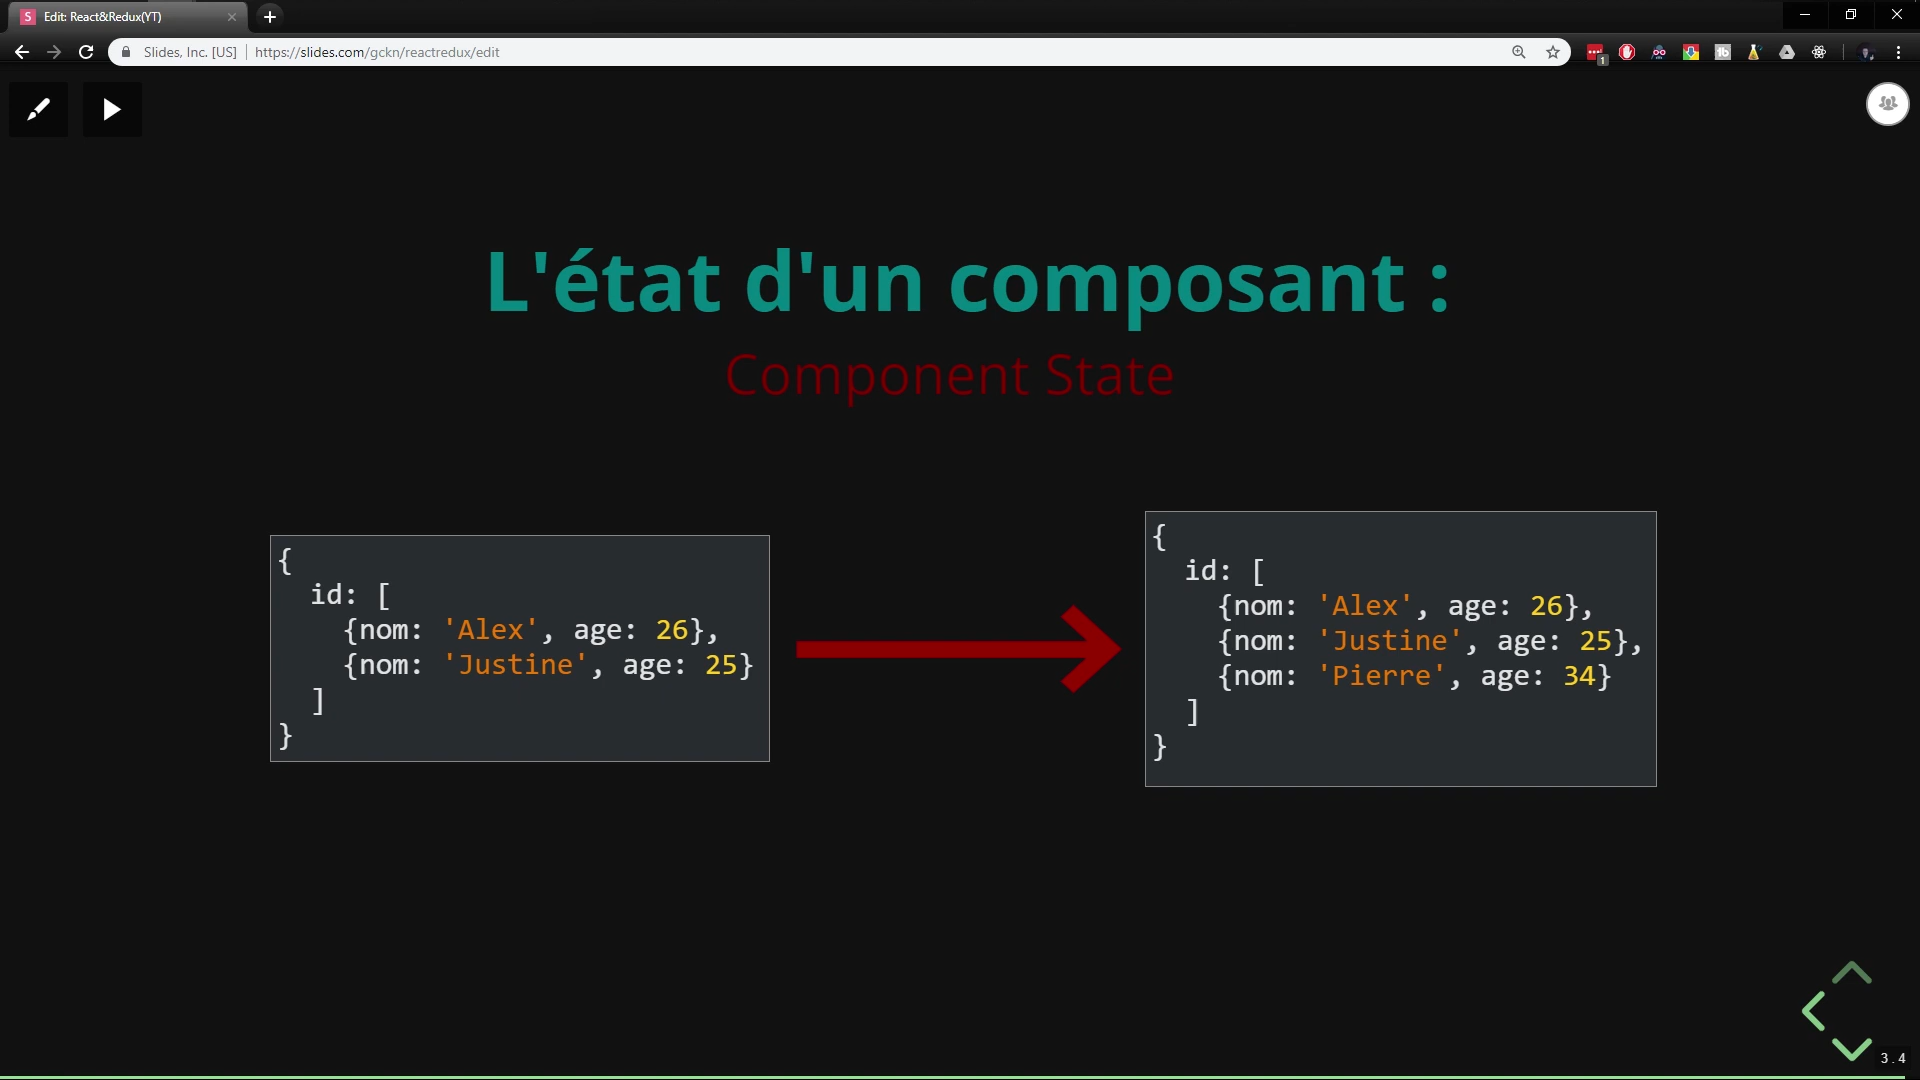 Edit: React&Redux(YT)
Slides, Inc. [US]
https://slides.com/gckn/reactredux/edit
1
L'état d'un composant :
Component State
{
id: [
{nom: 'Alex', age: 26},
{nom: 'Justine', age: 25}
]
}
{
id: [
{nom: 'Alex', age: 26},
{nom: 'Justine', age: 25},
{nom: 'Pierre', age: 34}
]
}
3.4